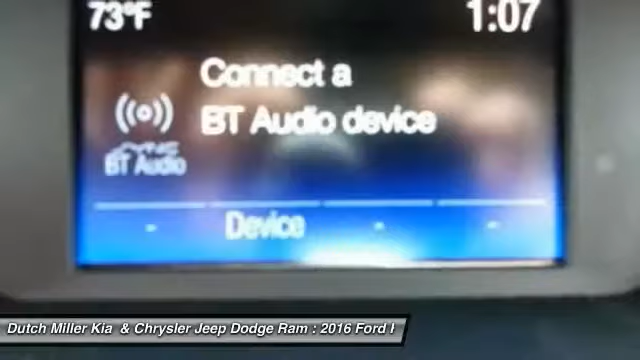 73°F 1:07
Connect a
BT Audio device
SYNC
BT Audio
Device
Dutch Miller Kia & Chrysler Jeep Dodge Ram : 2016 Ford